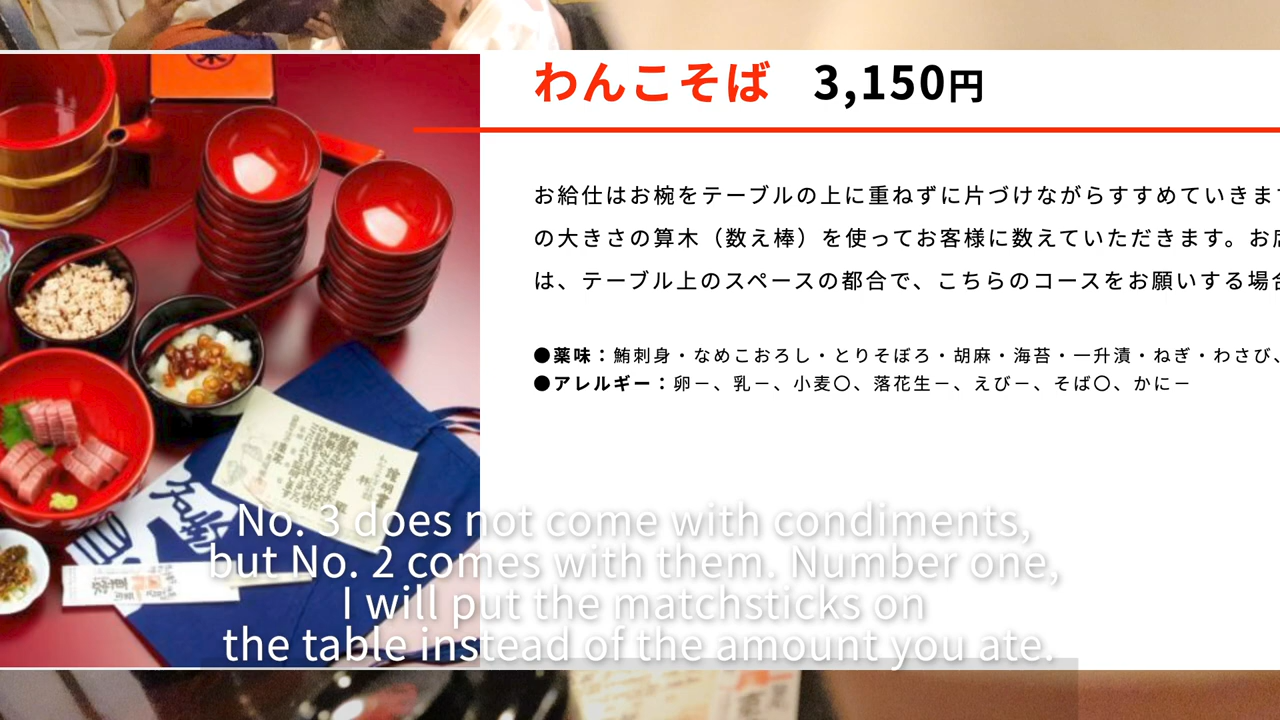 わんこそば 3,150円
お給仕はお椀をテーブルの上に重ねずに片づけながらすすめていきま
の大きさの算木（数え棒）を使ってお客様に数えていただきます。お
は、テーブル上のスペースの都合で、こちらのコースをお願いする場
●薬味：鮪刺身・なめこおろし・とりそぼろ・胡麻・海苔・一升漬・ねぎ・わさび、
●アレルギー：卵－、乳－、小麦〇、落花生－、えび－、そば〇、かに－
No. 3 does not come with condiments,
but No. 2 comes with them. Number one,
I will put the matchsticks on
the table instead of the amount you ate.